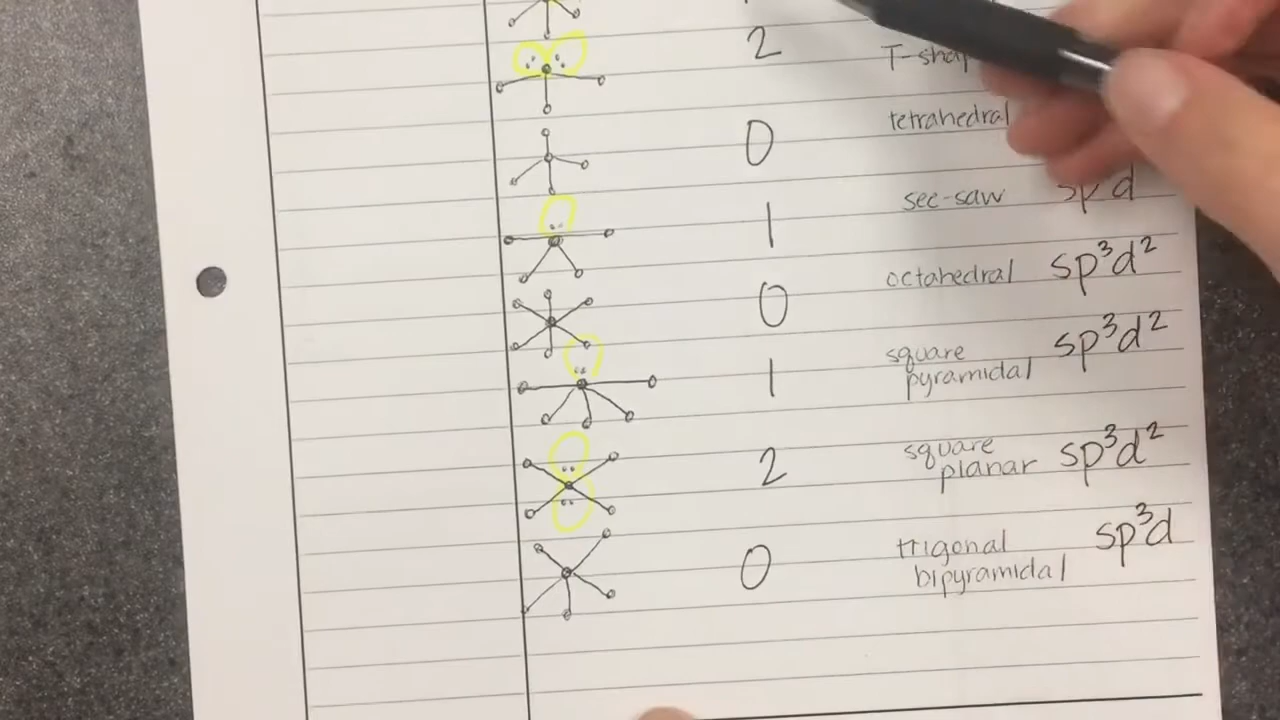 2 T-shap
0 tetrahedral
1 see-saw sp d
0 octahedral sp³d²
1 square pyramidal sp³d²
2 square planar sp³d²
0 trigonal bipyramidal sp³d